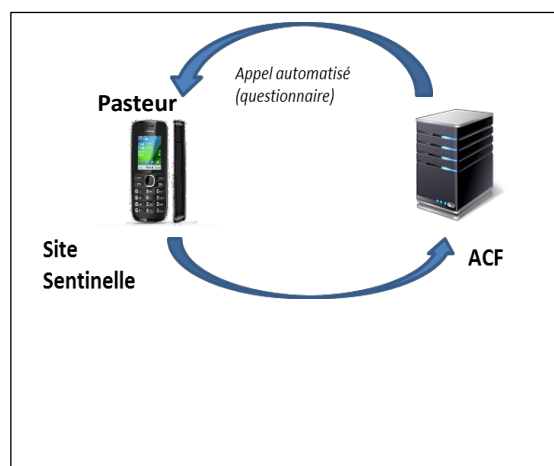 Appel automatisé
(questionnaire)
Pasteur
Site
Sentinelle
ACF